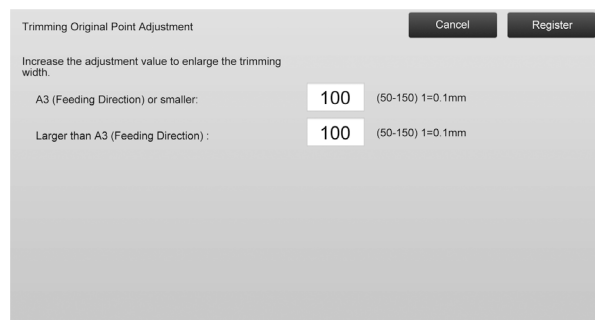 Trimming Original Point Adjustment
Cancel
Register
Increase the adjustment value to enlarge the trimming
width.
A3 (Feeding Direction) or smaller: 100 (50-150) 1=0.1mm
Larger than A3 (Feeding Direction) : 100 (50-150) 1=0.1mm